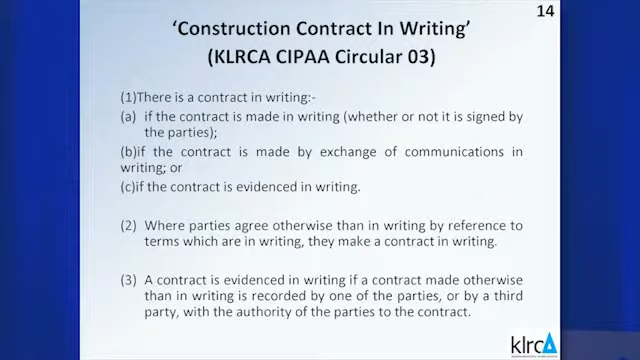 14
'Construction Contract In Writing'
(KLRCA CIPAA Circular 03)
(1)There is a contract in writing:-
(a) if the contract is made in writing (whether or not it is signed by
the parties);
(b)if the contract is made by exchange of communications in
writing; or
(c)if the contract is evidenced in writing.
(2) Where parties agree otherwise than in writing by reference to
terms which are in writing, they make a contract in writing.
(3) A contract is evidenced in writing if a contract made otherwise
than in writing is recorded by one of the parties, or by a third
party, with the authority of the parties to the contract.
klrca